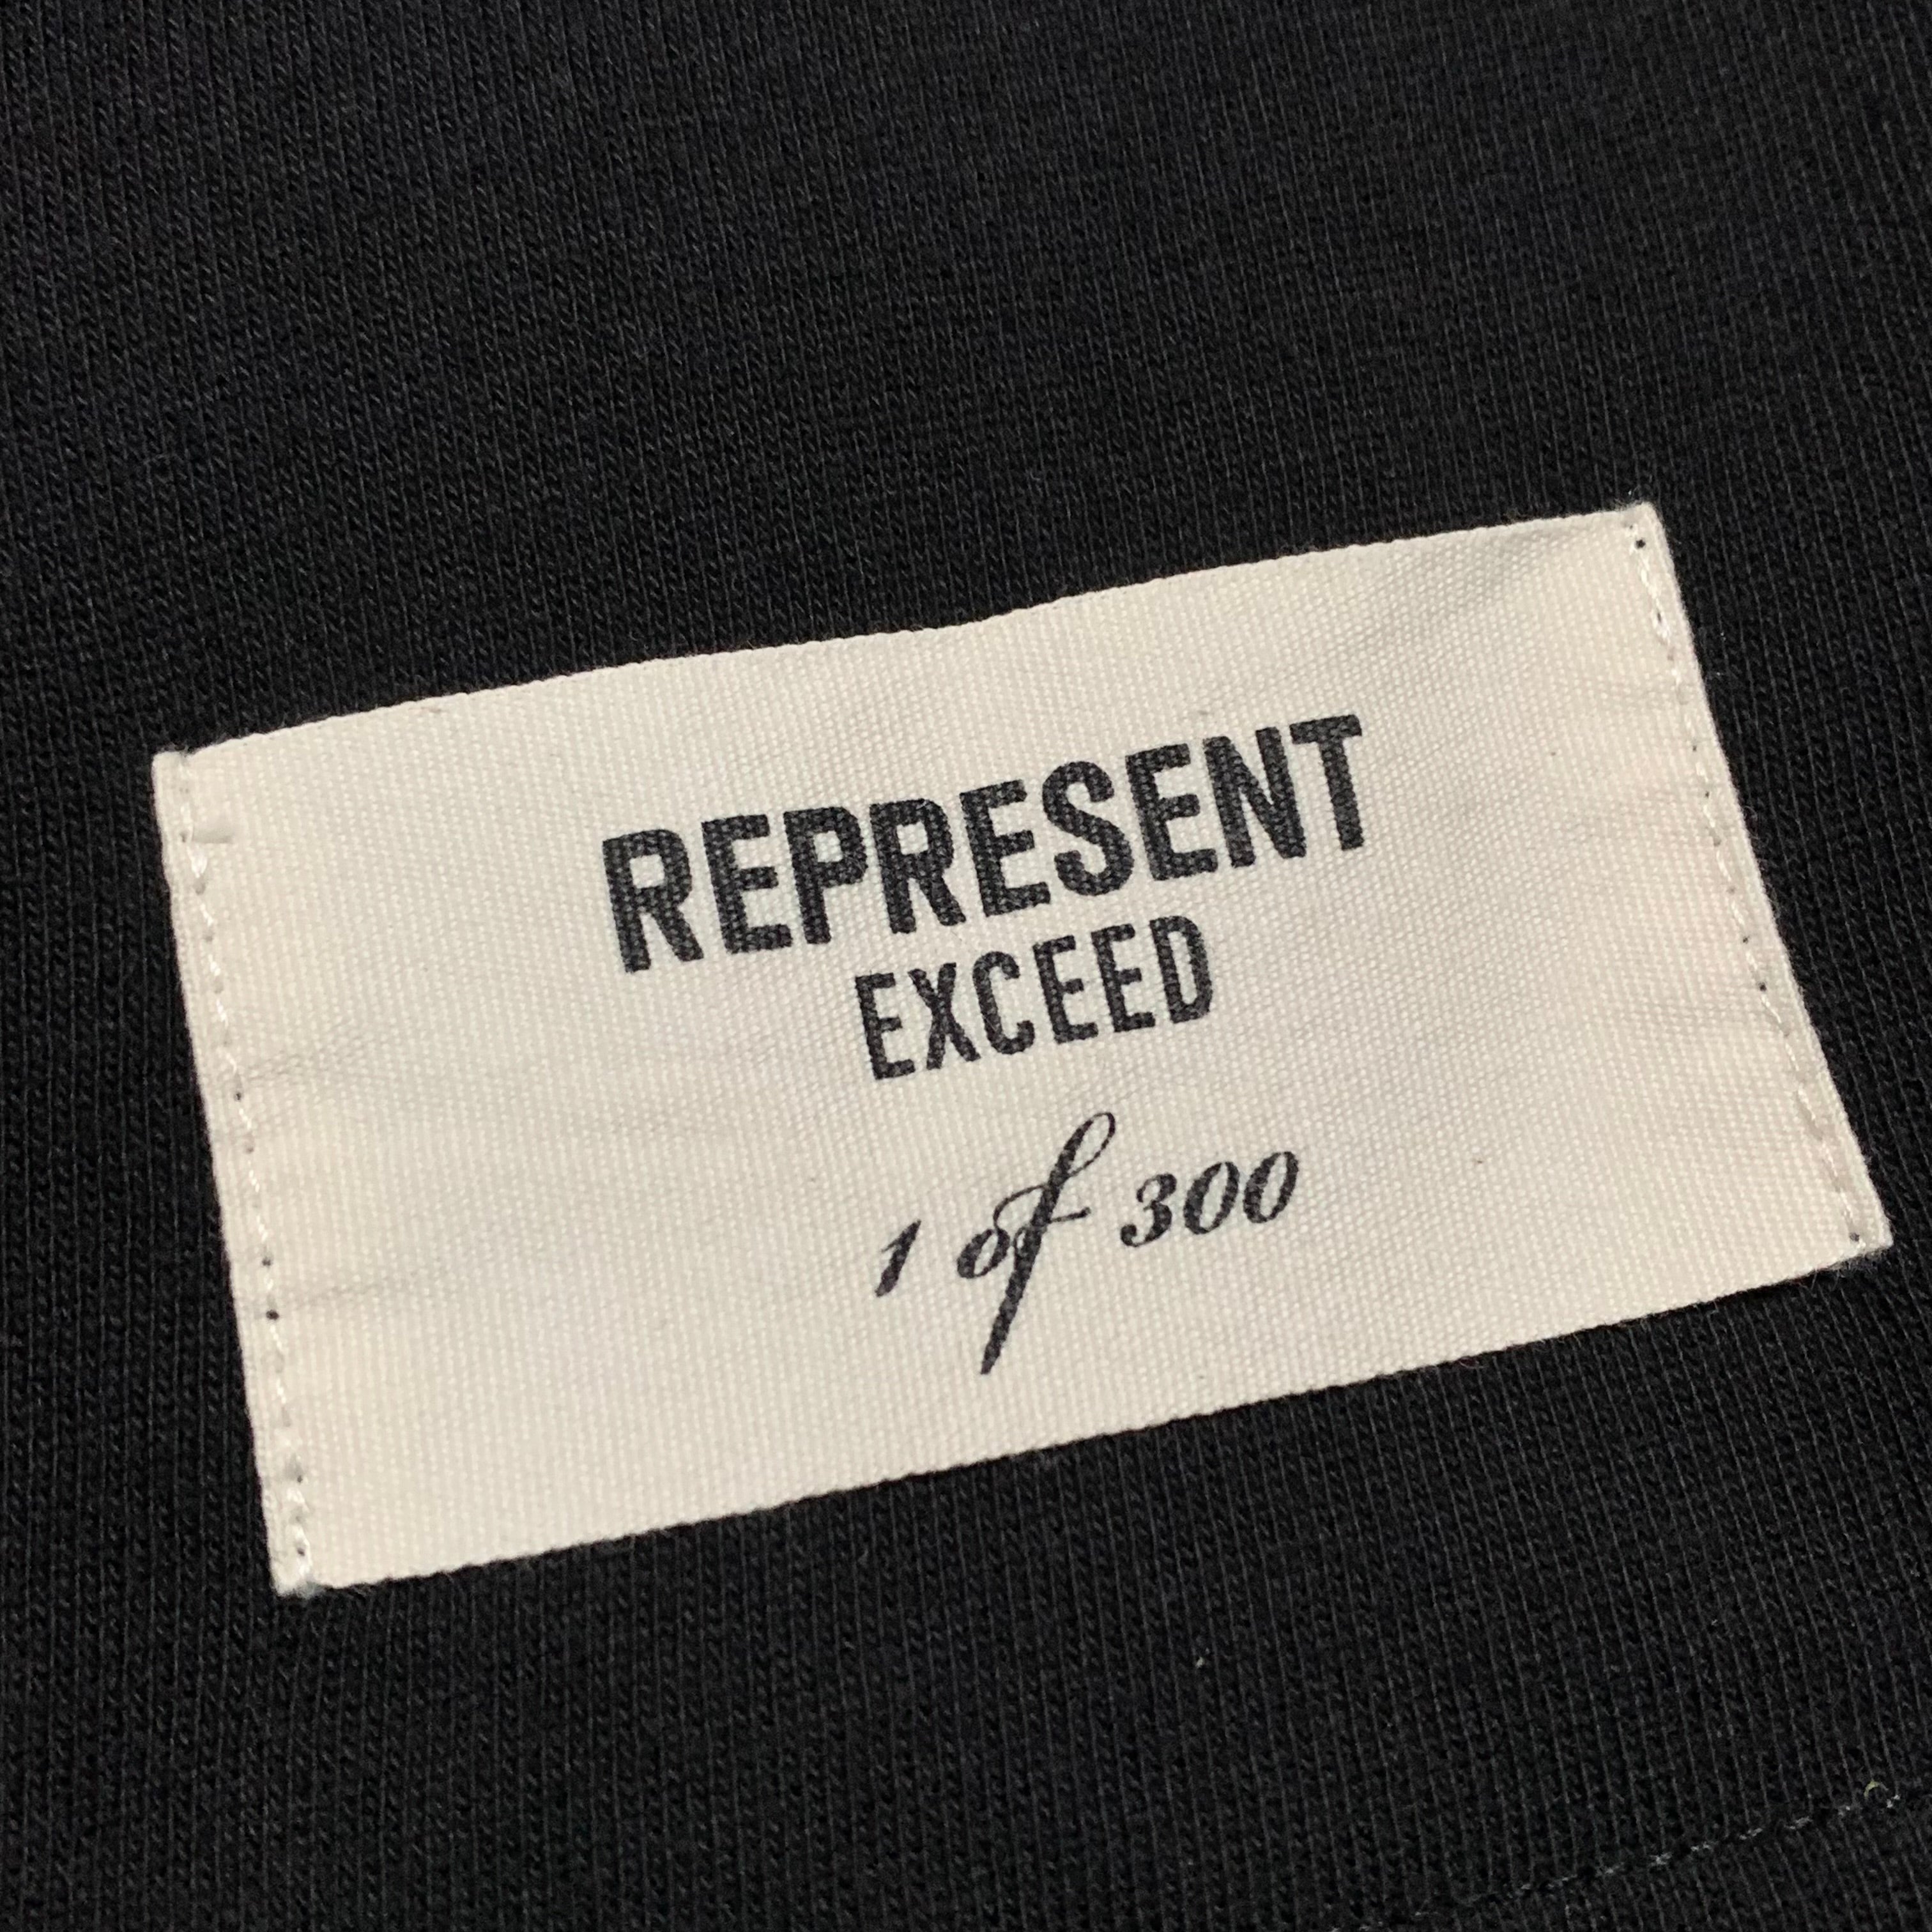 REPRESENT
EXCEED
1 of 300